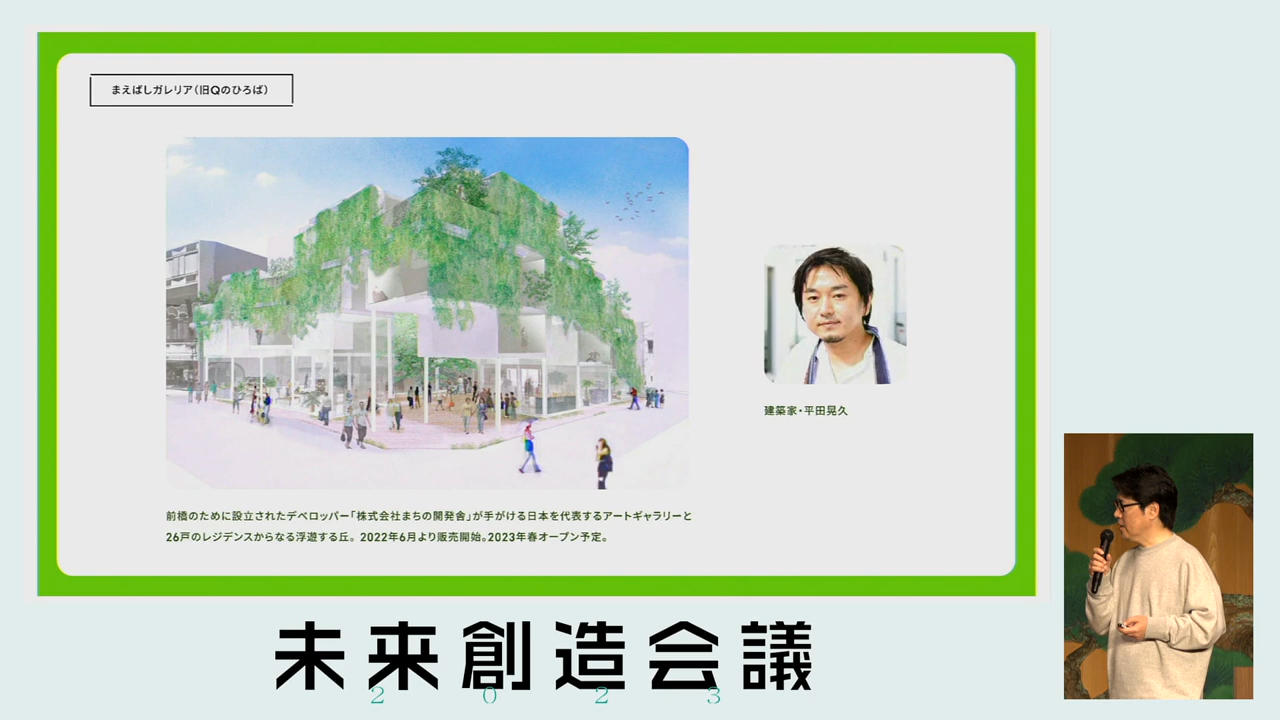 まえばしガレリア(旧Qのひろば)
建築家・平田晃久
前橋のために設立されたデベロッパー「株式会社まちの開発舎」が手がける日本を代表するアートギャラリーと
26戸のレジデンスからなる浮遊する丘。2022年6月より販売開始。2023年春オープン予定。
未来創造会議
2023